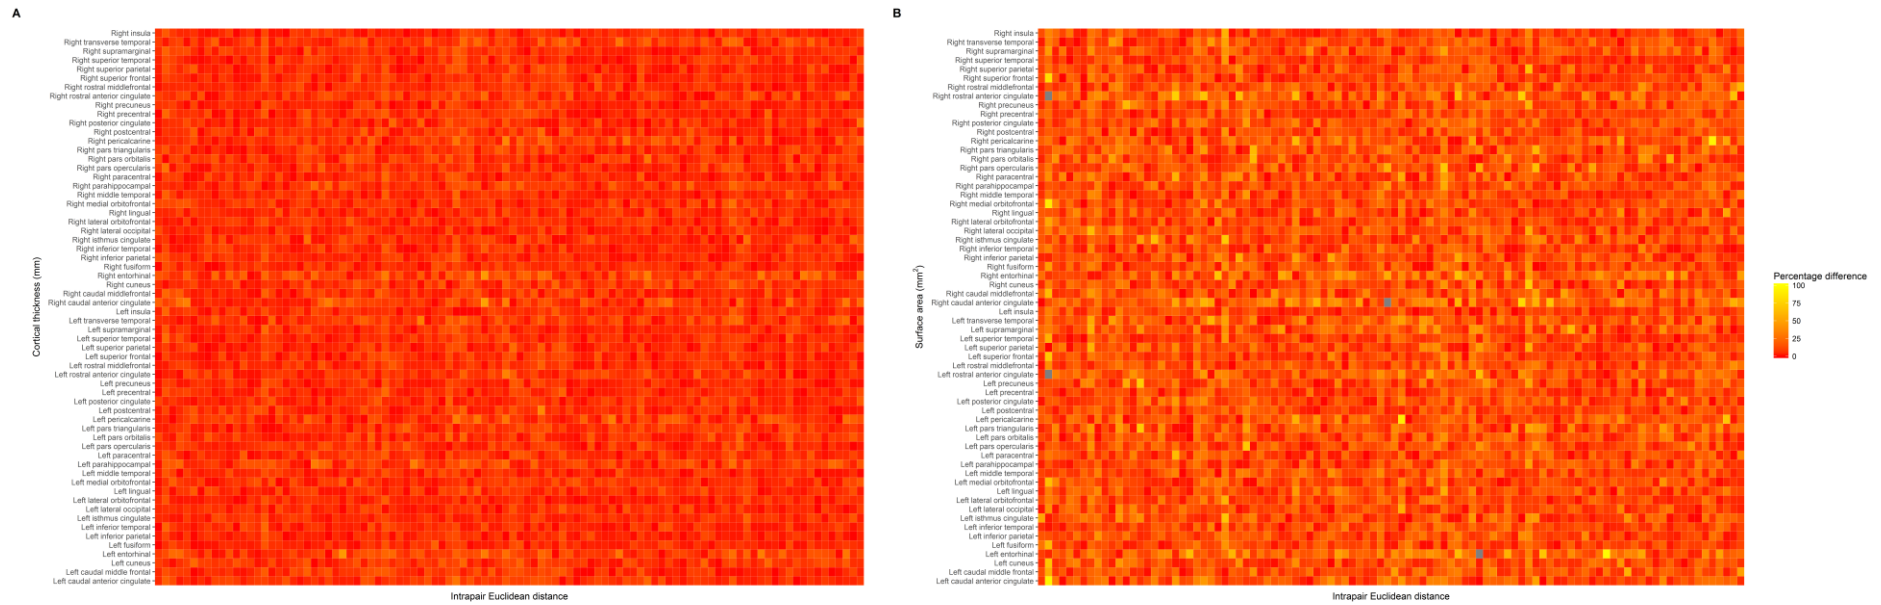 A
Right insula
Right transverse temporal
Right supramarginal
Right superior temporal
Right superior parietal
Right superior frontal
Right rostral middlefrontal
Right rostral anterior cingulate
Right precuneus
Right precentral
Right posterior cingulate
Right postcentral
Right pericalcarine
Right pars triangularis
Right pars orbitalis
Right pars opercularis
Right paracentral
Right parahippocampal
Right middle temporal
Right medial orbitofrontal
Right lingual
Right lateral orbitofrontal
Right lateral occipital
Right isthmus cingulate
Right inferior temporal
Right inferior parietal
Right fusiform
Right entorhinal
Right cuneus
Right caudal middlefrontal
Right caudal anterior cingulate
Left insula
Left transverse temporal
Left supramarginal
Left superior temporal
Left superior parietal
Left superior frontal
Left rostral middlefrontal
Left rostral anterior cingulate
Left precuneus
Left precentral
Left posterior cingulate
Left postcentral
Left pericalcarine
Left pars triangularis
Left pars orbitalis
Left pars opercularis
Left paracentral
Left parahippocampal
Left middle temporal
Left medial orbitofrontal
Left lingual
Left lateral orbitofrontal
Left lateral occipital
Left isthmus cingulate
Left inferior temporal
Left inferior parietal
Left fusiform
Left entorhinal
Left cuneus
Left caudal middle frontal
Left caudal anterior cingulate
Cortical thickness (mm)
Intrapair Euclidean distance
B
Right insula
Right transverse temporal
Right supramarginal
Right superior temporal
Right superior parietal
Right superior frontal
Right rostral middlefrontal
Right rostral anterior cingulate
Right precuneus
Right precentral
Right posterior cingulate
Right postcentral
Right pericalcarine
Right pars triangularis
Right pars orbitalis
Right pars opercularis
Right paracentral
Right parahippocampal
Right middle temporal
Right medial orbitofrontal
Right lingual
Right lateral orbitofrontal
Right lateral occipital
Right isthmus cingulate
Right inferior temporal
Right inferior parietal
Right fusiform
Right entorhinal
Right cuneus
Right caudal middlefrontal
Right caudal anterior cingulate
Left insula
Left transverse temporal
Left supramarginal
Left superior temporal
Left superior parietal
Left superior frontal
Left rostral middlefrontal
Left rostral anterior cingulate
Left precuneus
Left precentral
Left posterior cingulate
Left postcentral
Left pericalcarine
Left pars triangularis
Left pars orbitalis
Left pars opercularis
Left paracentral
Left parahippocampal
Left middle temporal
Left medial orbitofrontal
Left lingual
Left lateral orbitofrontal
Left lateral occipital
Left isthmus cingulate
Left inferior temporal
Left inferior parietal
Left fusiform
Left entorhinal
Left cuneus
Left caudal middle frontal
Left caudal anterior cingulate
Surface area (mm²)
Intrapair Euclidean distance
Percentage difference
100
75
50
25
0